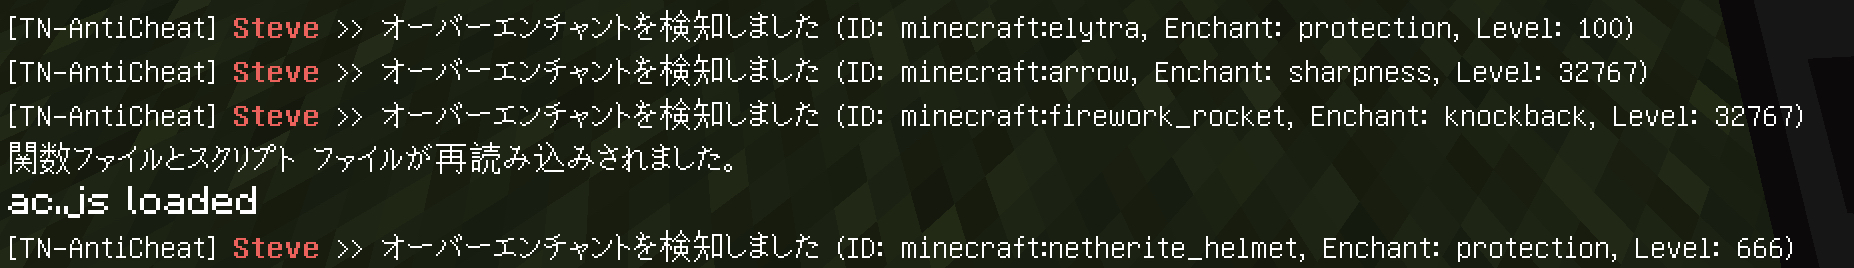 [TN-AntiCheat] Steve >> オーバーエンチャントを検知しました (ID: minecraft:elytra, Enchant: protection, Level: 100)
[TN-AntiCheat] Steve >> オーバーエンチャントを検知しました (ID: minecraft:arrow, Enchant: sharpness, Level: 32767)
[TN-AntiCheat] Steve >> オーバーエンチャントを検知しました (ID: minecraft:firework_rocket, Enchant: knockback, Level: 32767)
関数ファイルとスクリプト ファイルが再読み込みされました。
ac.js loaded
[TN-AntiCheat] Steve >> オーバーエンチャントを検知しました (ID: minecraft:netherite_helmet, Enchant: protection, Level: 666)